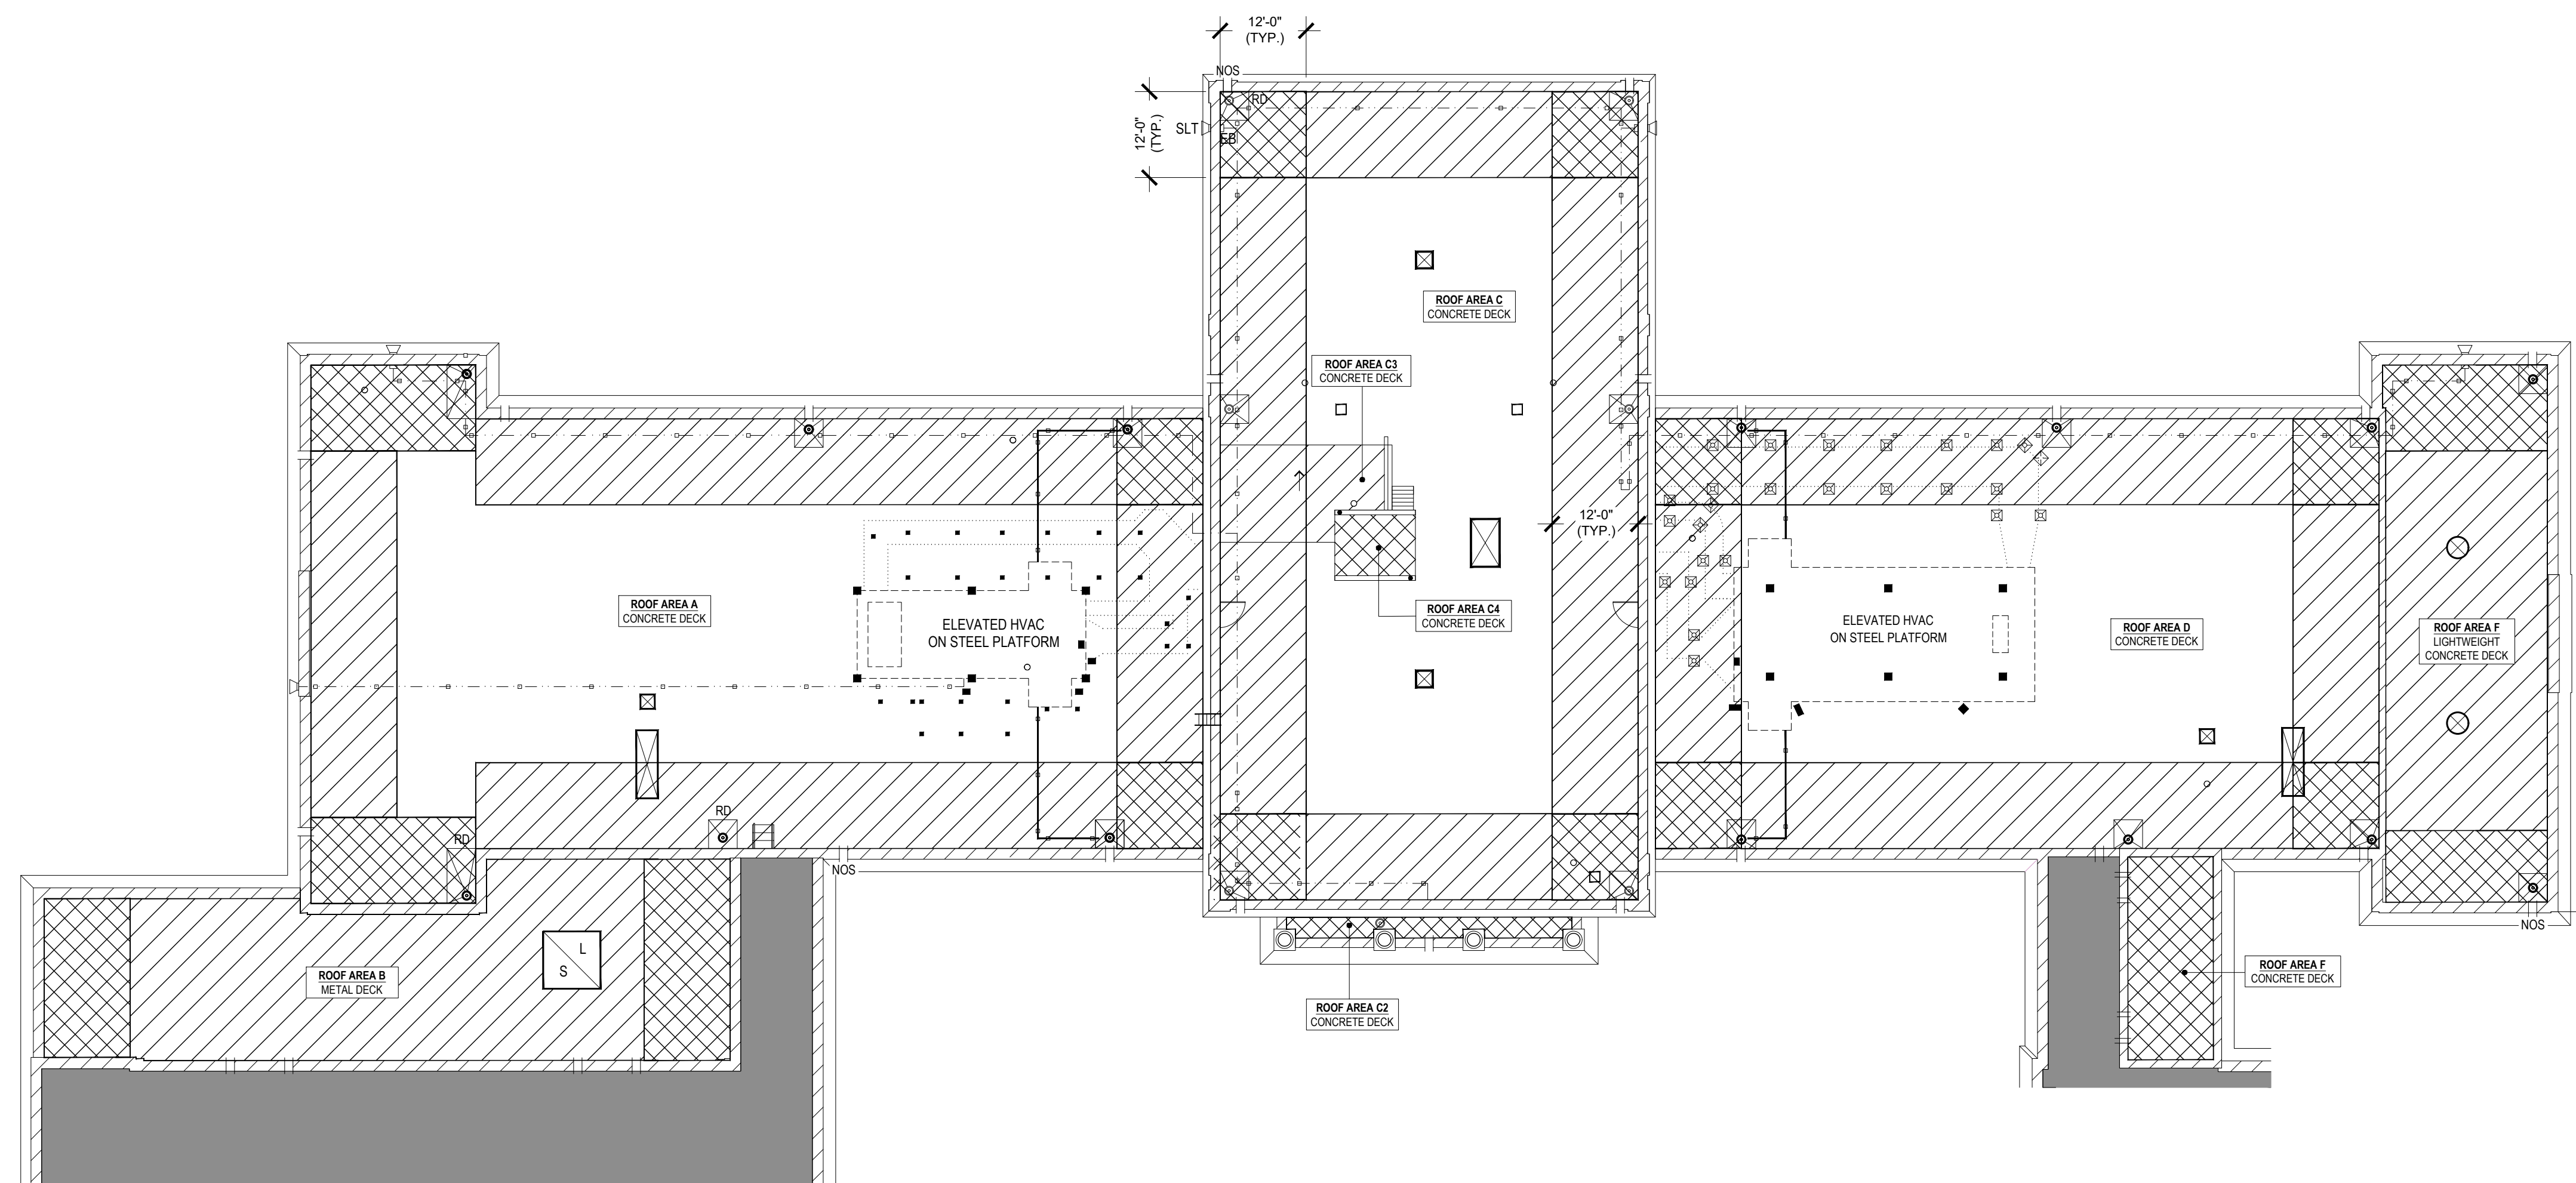 12'-0"
(TYP.)
NOS
RD
12'-0"
(TYP.)
SLT
EB
ROOF AREA C
CONCRETE DECK
ROOF AREA C3
CONCRETE DECK
12'-0"
(TYP.)
ROOF AREA A
CONCRETE DECK
ELEVATED HVAC
ON STEEL PLATFORM
ROOF AREA C4
CONCRETE DECK
ELEVATED HVAC
ON STEEL PLATFORM
ROOF AREA D
CONCRETE DECK
ROOF AREA F
LIGHTWEIGHT
CONCRETE DECK
RD
RD
NOS
NOS
L
S
ROOF AREA B
METAL DECK
ROOF AREA F
CONCRETE DECK
ROOF AREA C2
CONCRETE DECK